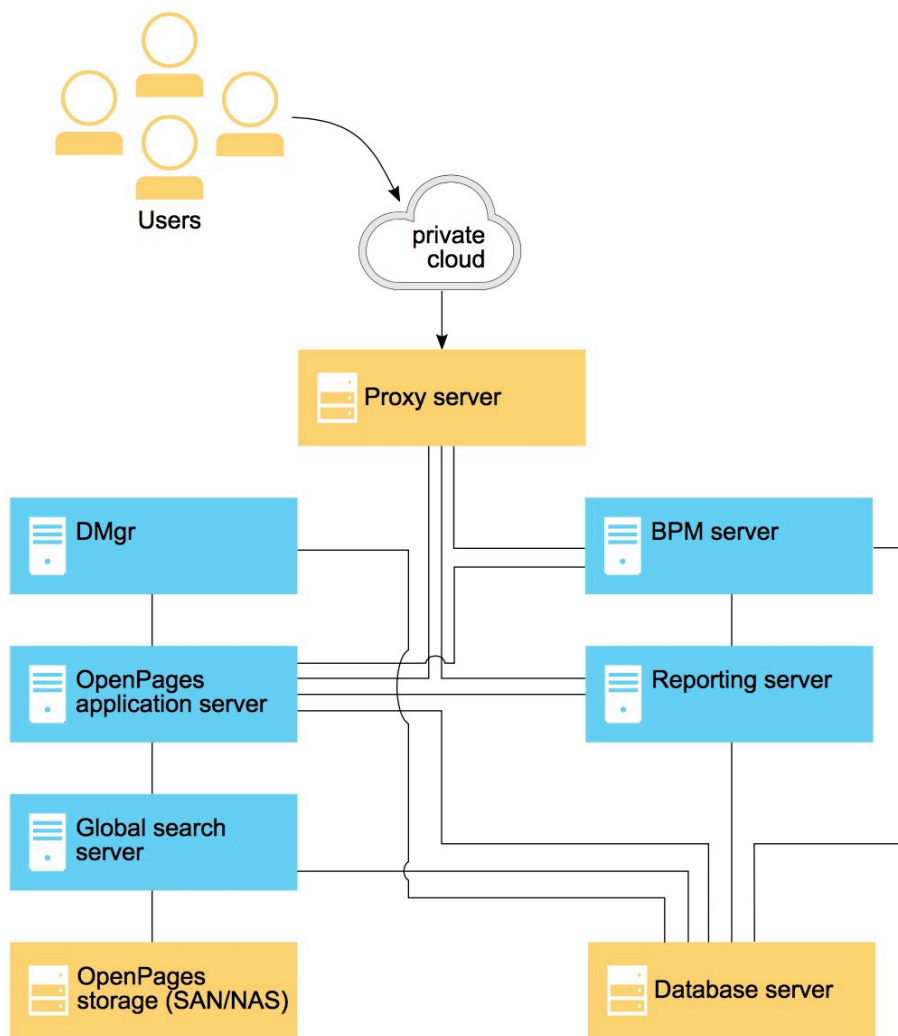 Users
private
cloud
Proxy server
DMgr
BPM server
OpenPages
application server
Reporting server
Global search
server
OpenPages
storage (SAN/NAS)
Database server